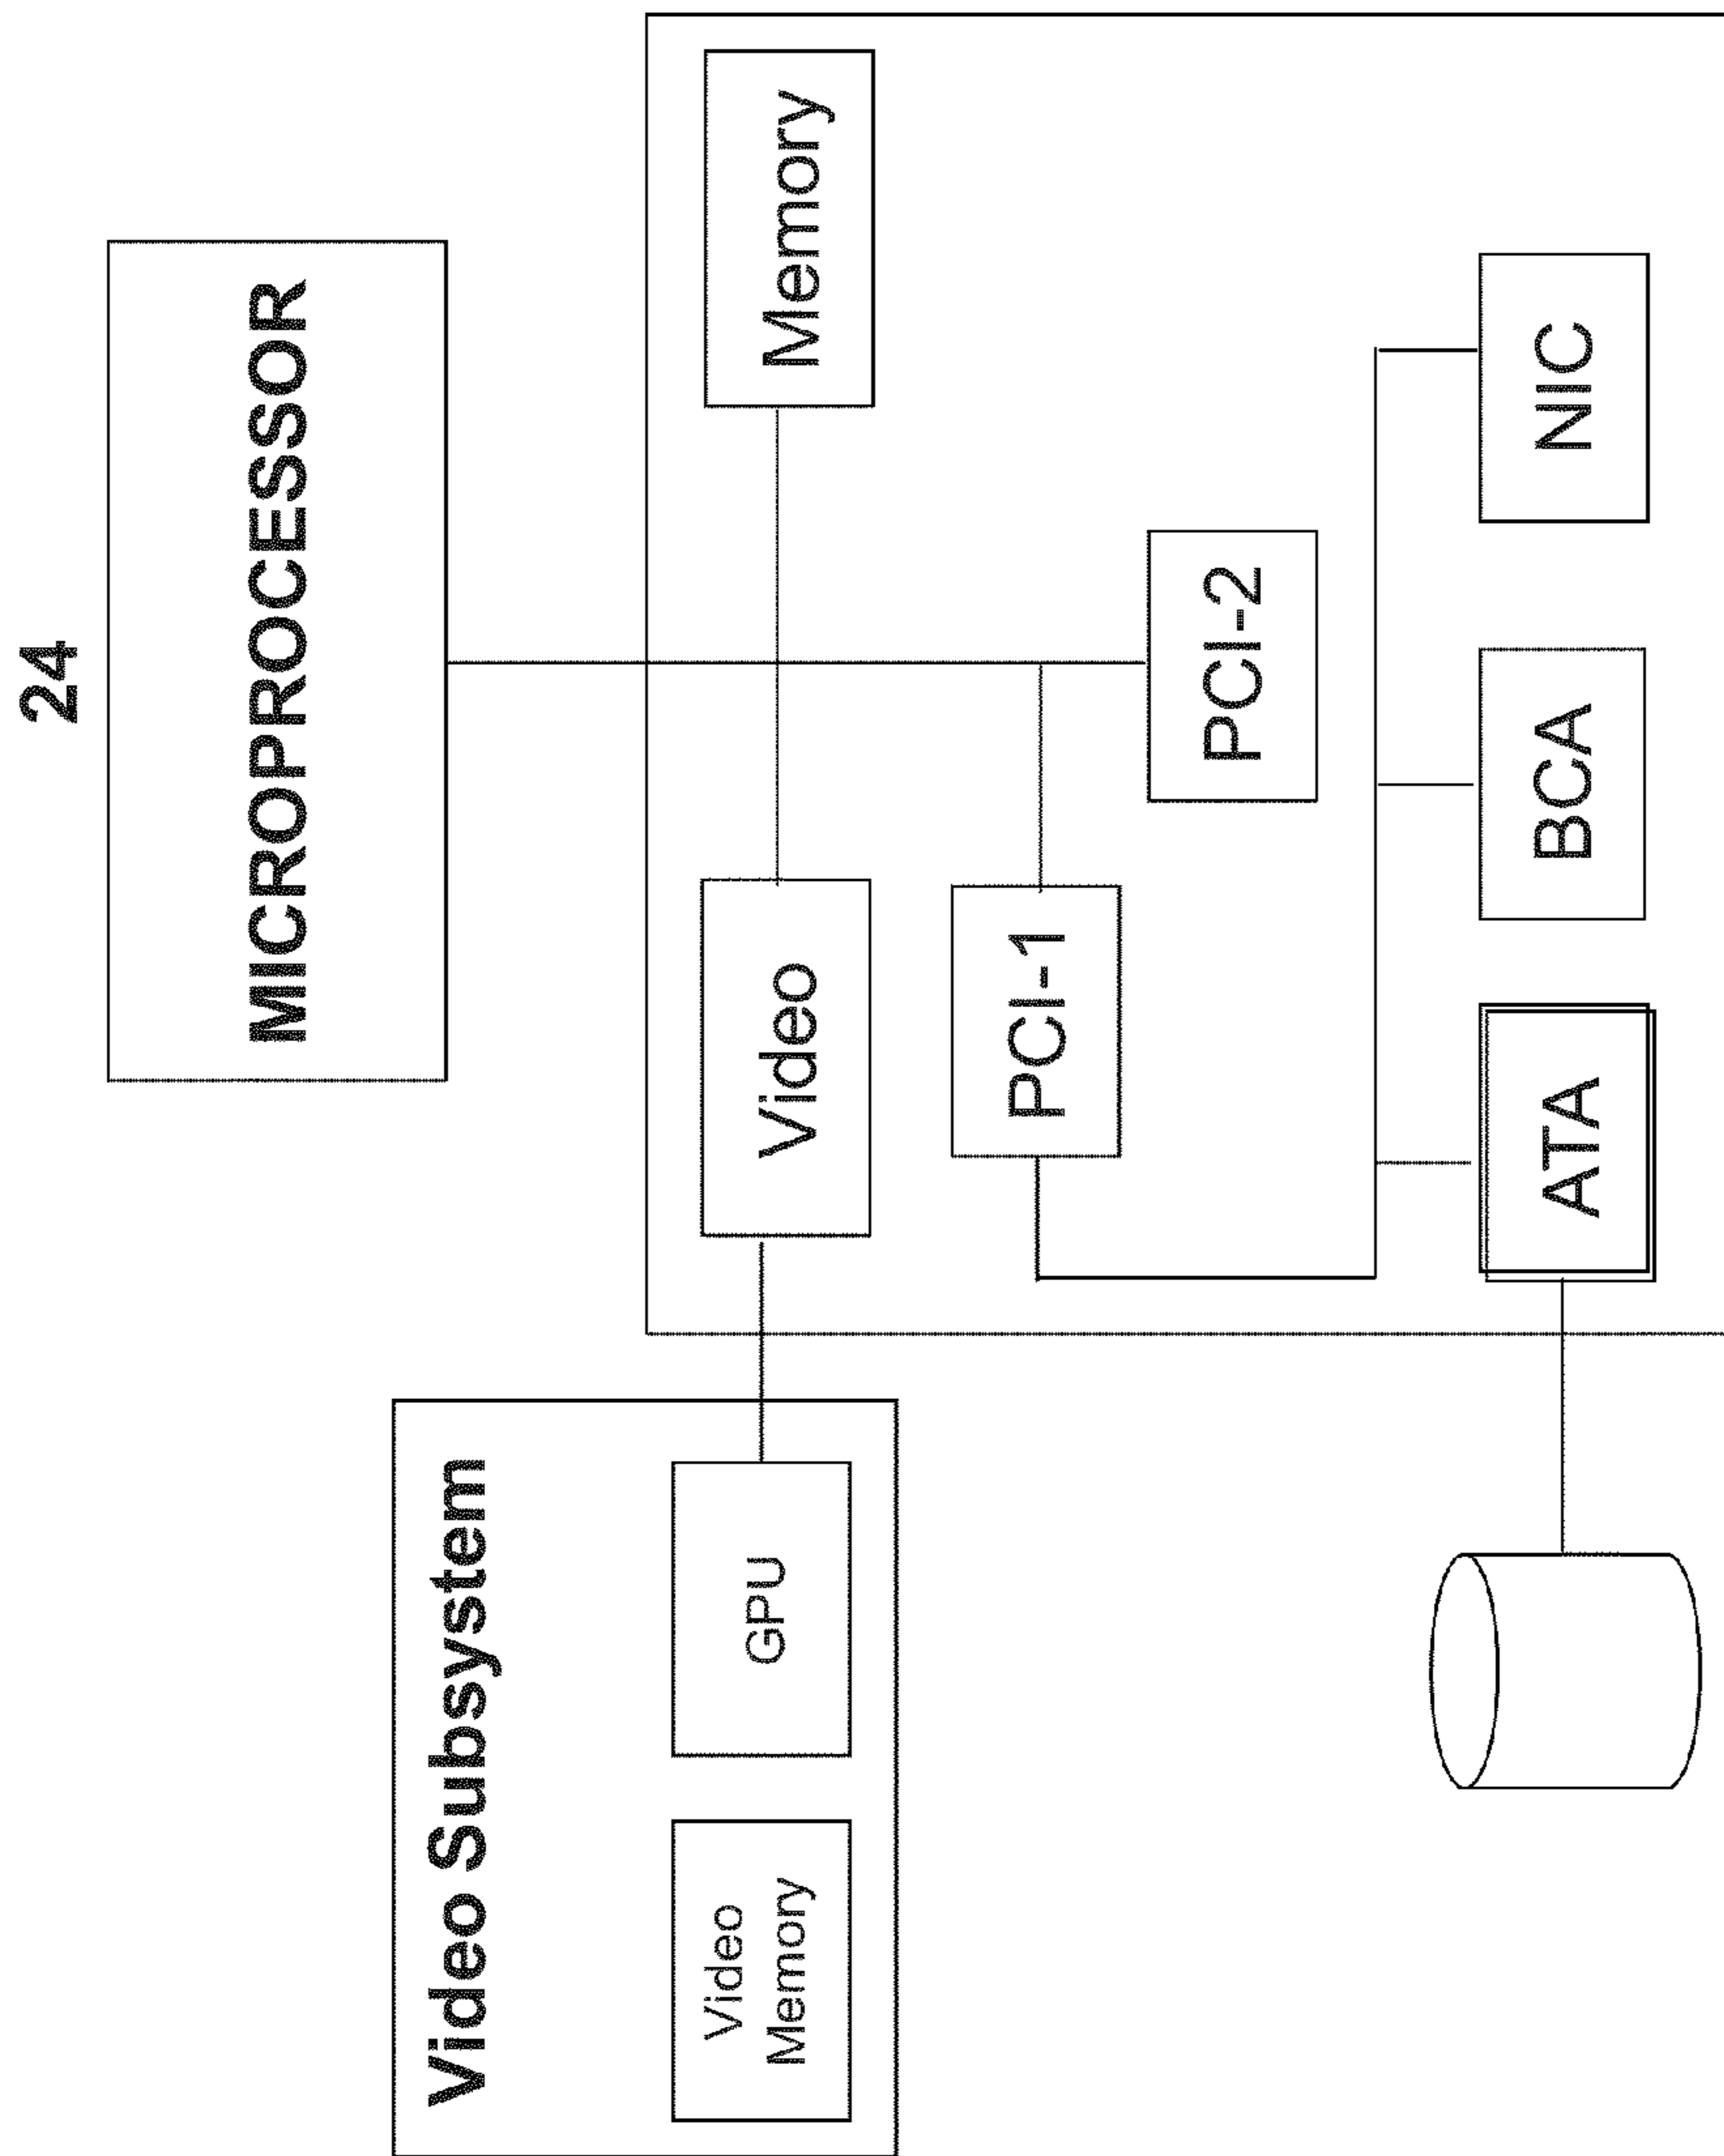 24
MICROPROCESSOR
Video Subsystem
Video
Memory
GPU
Video
Memory
PCI-1
PCI-2
ATA
BCA
NIC